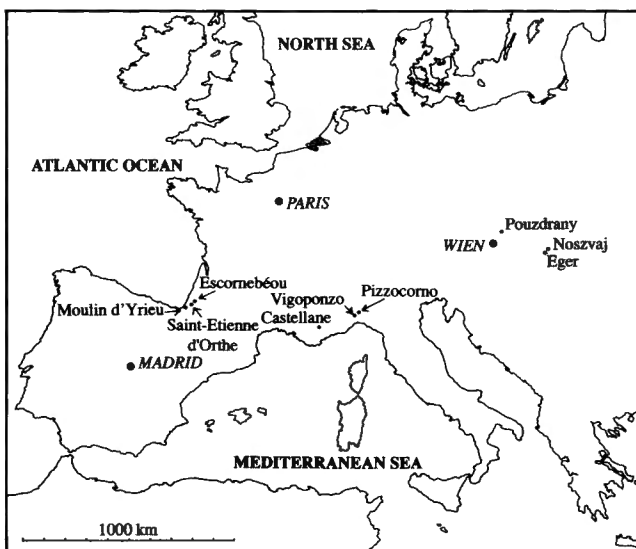 NORTH SEA
ATLANTIC OCEAN
PARIS
Pouzdrany
WIEN
Noszvaj
Eger
Escornebéou
Moulin d'Yrieu
Saint-Etienne
d'Orthe
Vigoponzo
Pizzocorno
Castellane
MADRID
MEDITERRANEAN SEA
1000 km